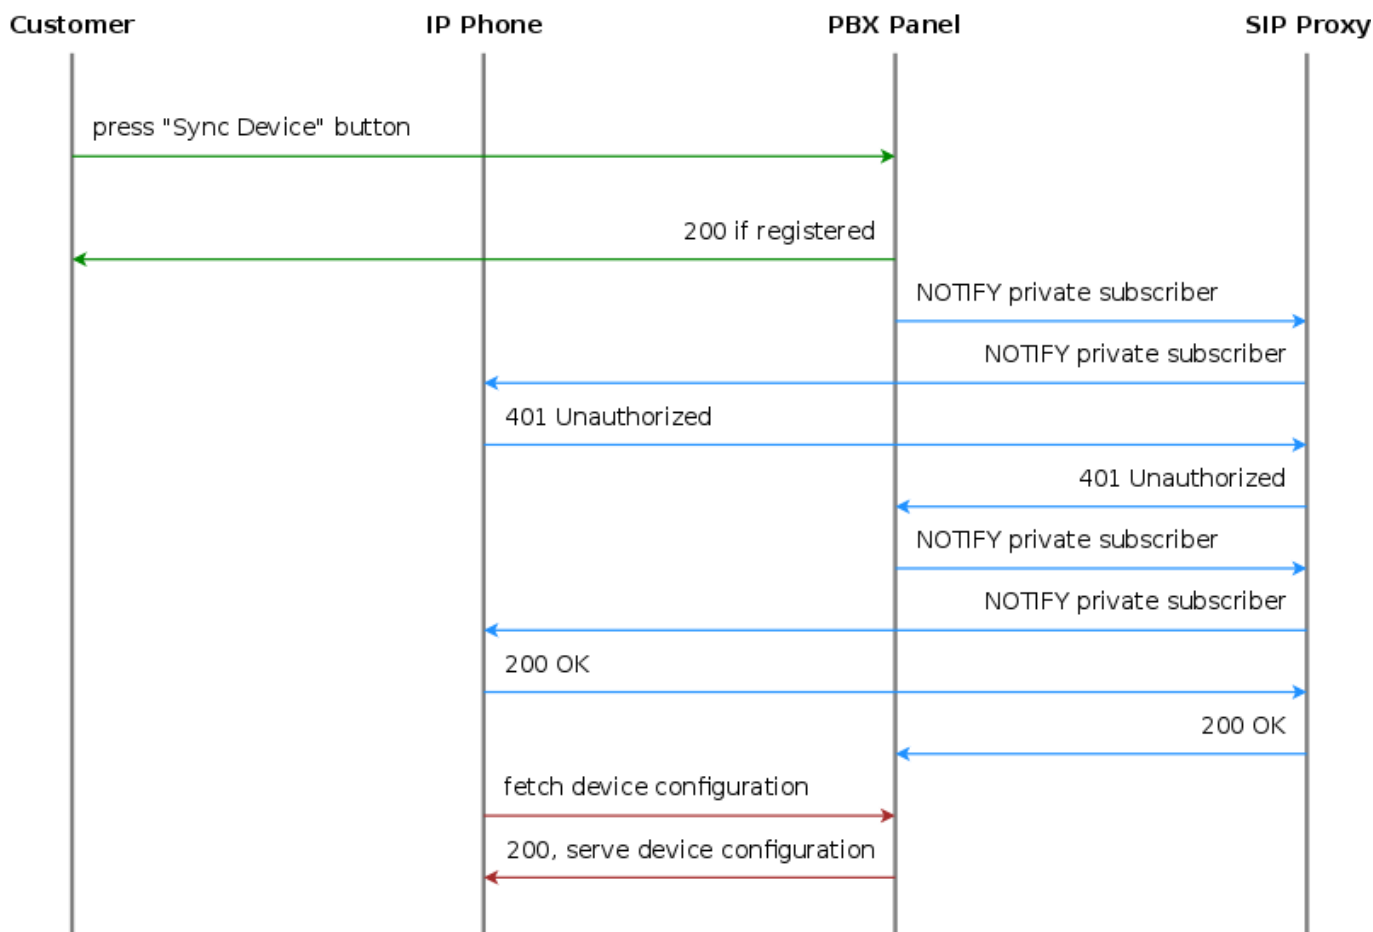 Customer IP Phone PBX Panel SIP Proxy
press "Sync Device" button
200 if registered
NOTIFY private subscriber
NOTIFY private subscriber
401 Unauthorized
401 Unauthorized
NOTIFY private subscriber
NOTIFY private subscriber
200 OK
200 OK
fetch device configuration
200, serve device configuration